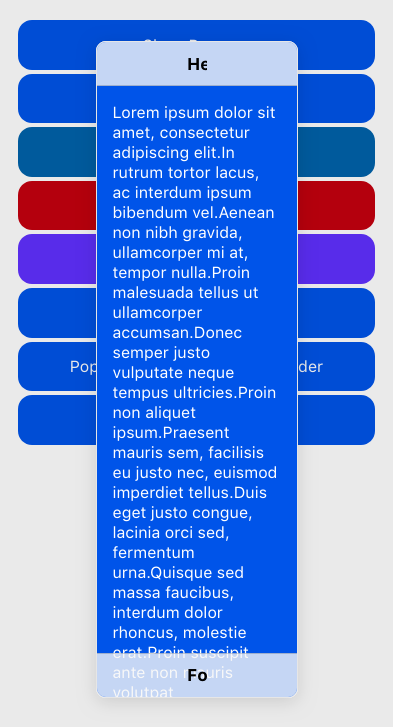 He
Lorem ipsum dolor sit
amet, consectetur
adipiscing elit.In
rutrum tortor lacus,
ac interdum ipsum
bibendum vel.Aenean
non nibh gravida,
ullamcorper mi at,
tempor nulla.Proin
malesuada tellus ut
ullamcorper
accumsan.Donec
semper justo
vulputate neque
tempus ultricies.Proin
Pop
der
non aliquet
ipsum.Praesent
mauris sem, facilisis
eu justo nec, euismod
imperdiet tellus.Duis
eget justo congue,
lacinia orci sed,
fermentum
urna.Quisque sed
massa faucibus,
interdum dolor
rhoncus, molestie
erat.Proin suscipit
ante non mauris
Fo
volutpat